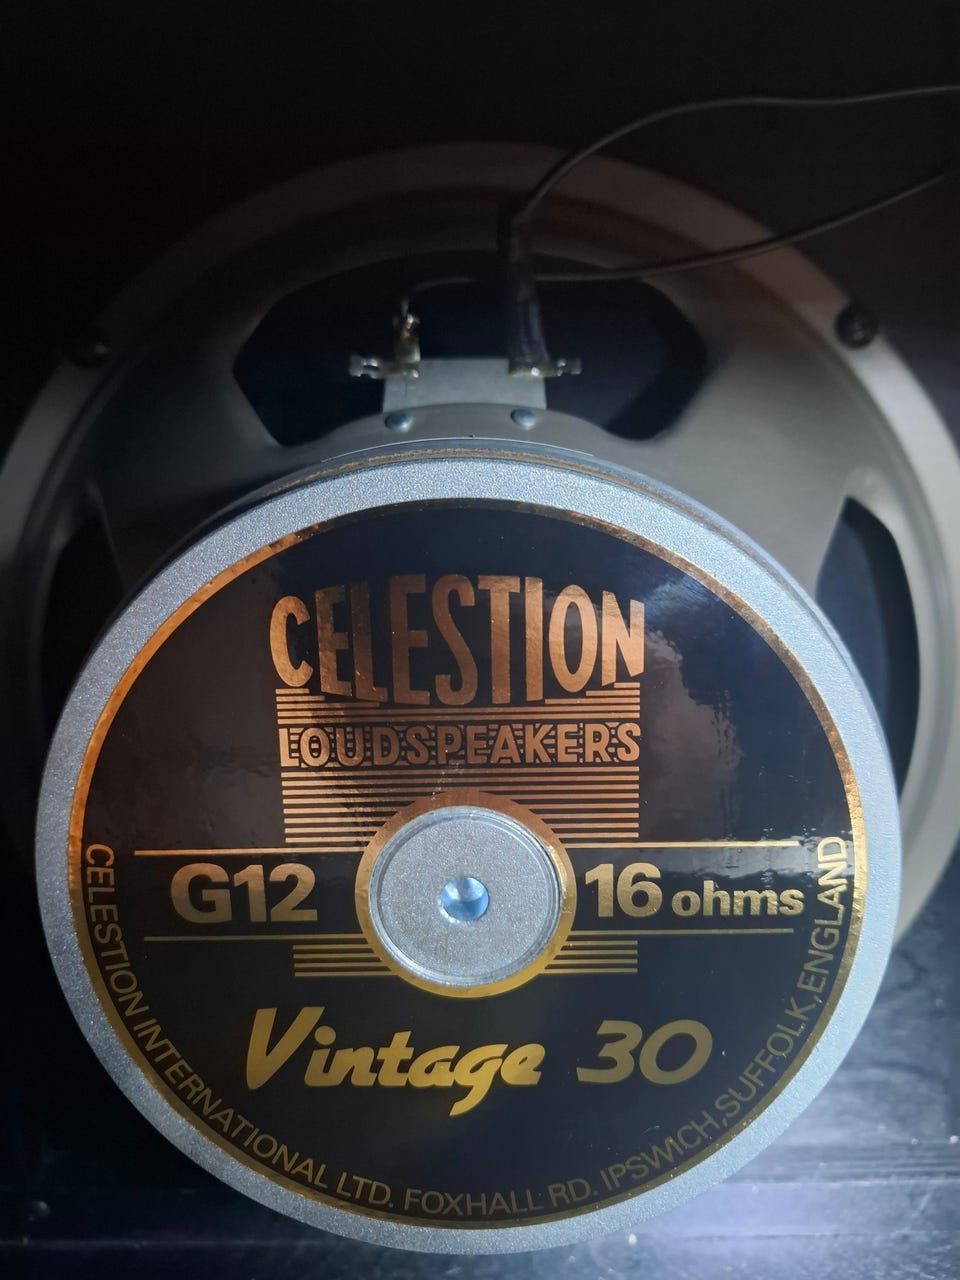 CELESTION
LOUDSPEAKERS
G12 16 ohms
Vintage 30
CELESTION INTERNATIONAL LTD. FOXHALL RD. IPSWICH, SUFFOLK, ENGLAND